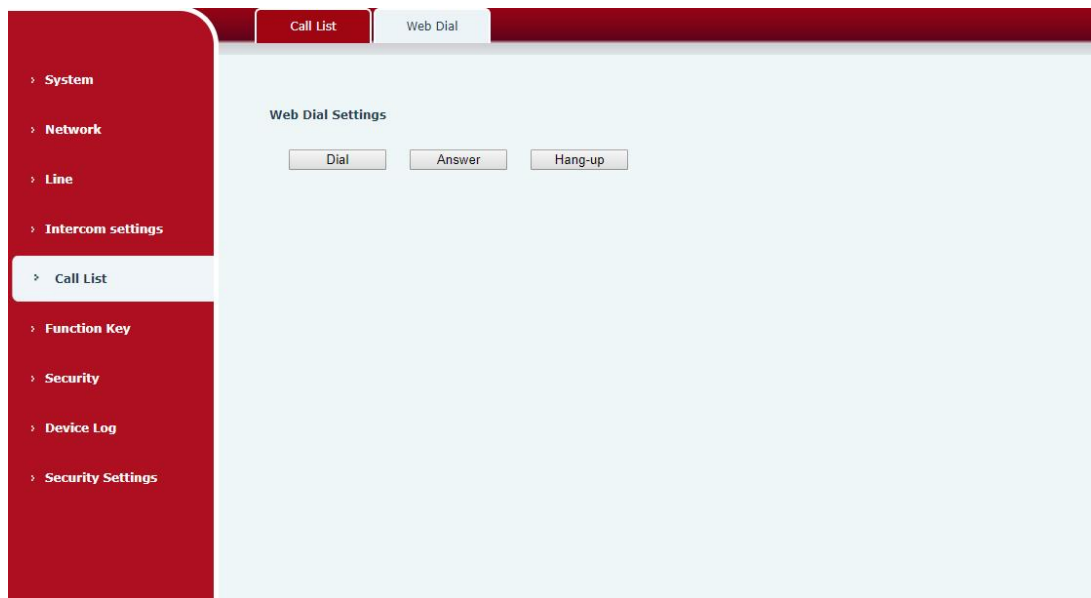 Call List Web Dial
System
Network
Line
Intercom settings
Call List
Function Key
Security
Device Log
Security Settings
Web Dial Settings
Dial Answer Hang-up